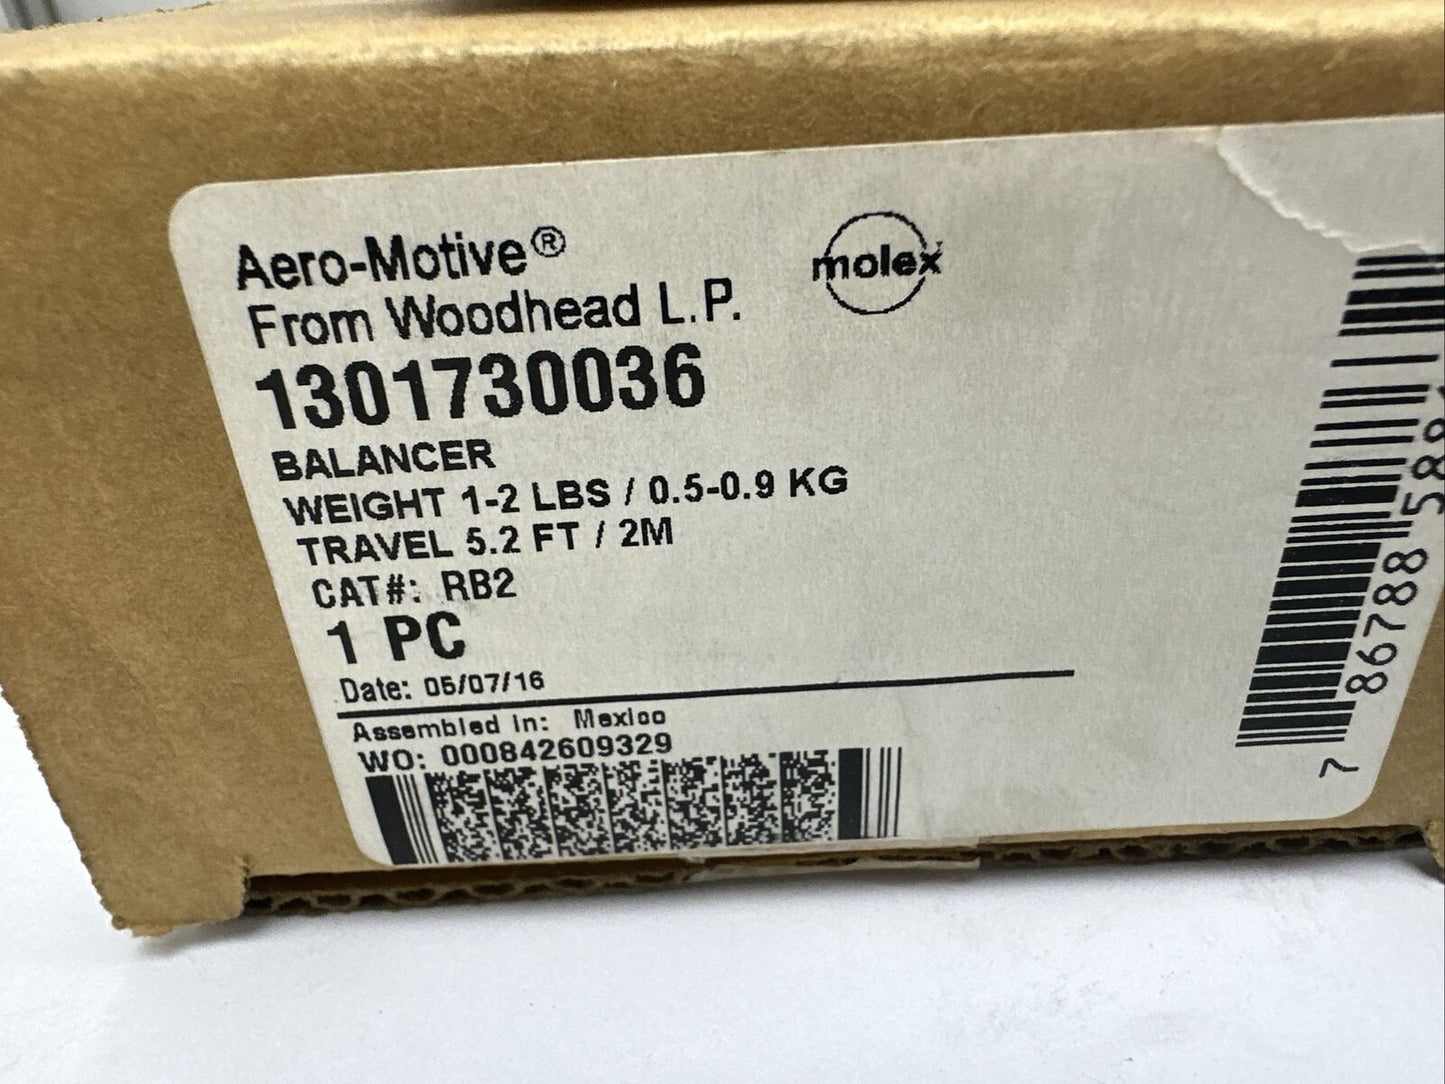 Aero-Motive®
From Woodhead L.P.
molex
1301730036
BALANCER
WEIGHT 1-2 LBS / 0.5-0.9 KG
TRAVEL 5.2 FT / 2M
CAT#: RB2
1 PC
Date: 05/07/16
Assembled In: Mexico
WO: 000842609329
7 86788 588